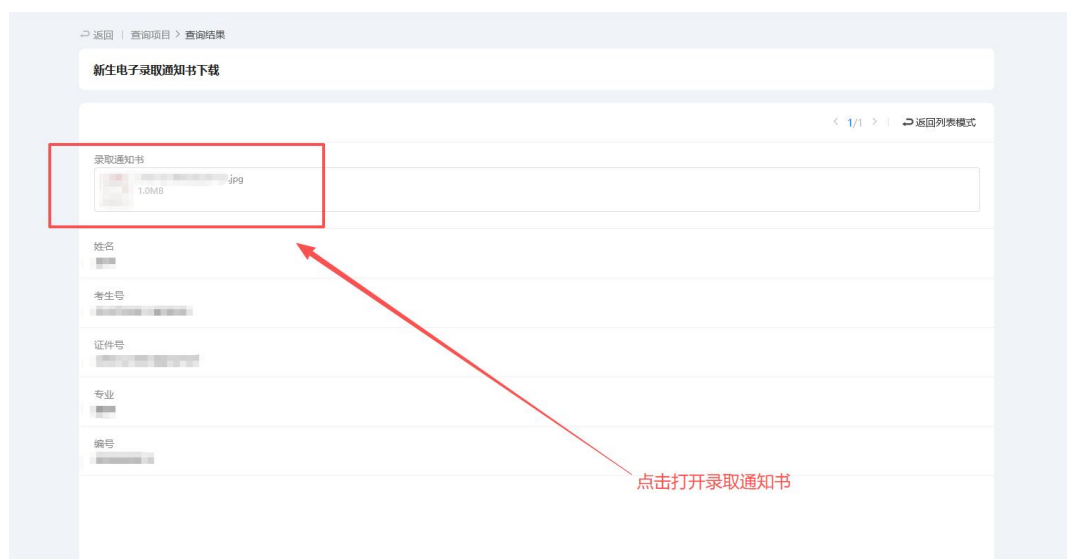 返回 | 查询项目 > 查询结果
新生电子录取通知书下载
< 1/1 > | 返回列表模式
录取通知书
.jpg
1.0MB
姓名
考生号
证件号
专业
编号
点击打开录取通知书